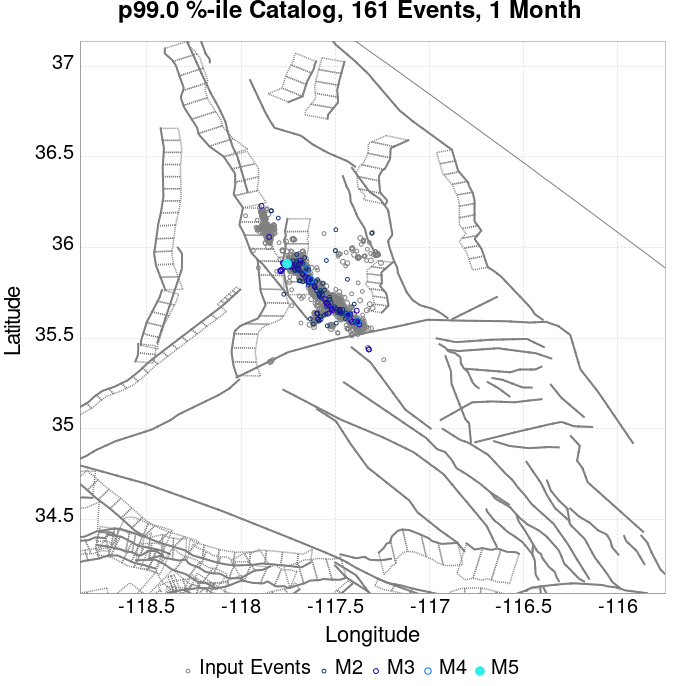 p99.0 %-ile Catalog, 161 Events, 1 Month
37
36.5
36
35.5
35
34.5
Latitude
-118.5 -118 -117.5 -117 -116.5 -116
Longitude
Input Events M2 M3 M4 M5